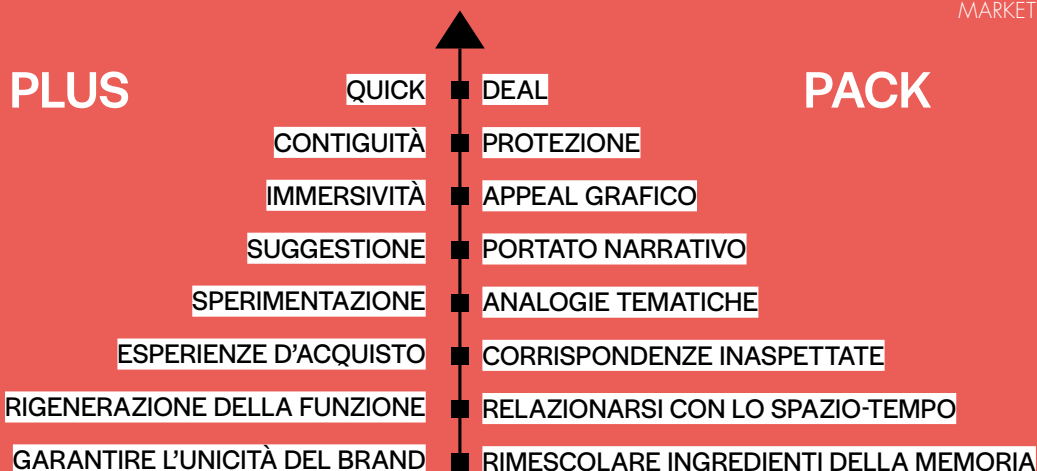 MARKET
PLUS
PACK
QUICK DEAL
CONTIGUITÀ PROTEZIONE
IMMERSIVITÀ APPEAL GRAFICO
SUGGESTIONE PORTATO NARRATIVO
SPERIMENTAZIONE ANALOGIE TEMATICHE
ESPERIENZE D'ACQUISTO CORRISPONDENZE INASPETTATE
RIGENERAZIONE DELLA FUNZIONE RELAZIONARSI CON LO SPAZIO-TEMPO
GARANTIRE L'UNICITÀ DEL BRAND RIMESCOLARE INGREDIENTI DELLA MEMORIA